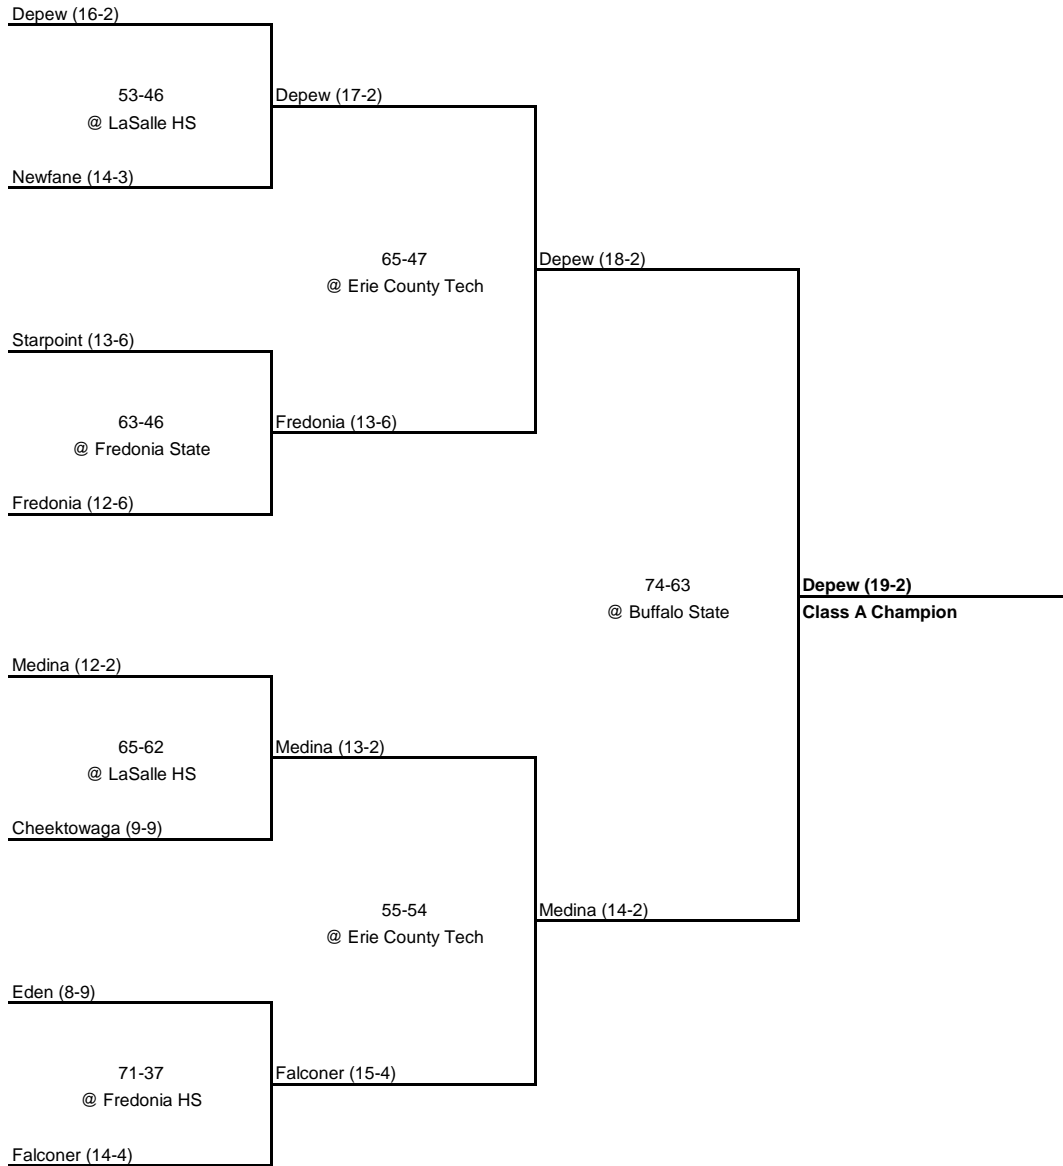 Depew (16-2)
53-46
@ LaSalle HS
Depew (17-2)
Newfane (14-3)
65-47
@ Erie County Tech
Depew (18-2)
Starpoint (13-6)
63-46
@ Fredonia State
Fredonia (13-6)
Fredonia (12-6)
74-63
@ Buffalo State
Depew (19-2)
Class A Champion
Medina (12-2)
65-62
@ LaSalle HS
Medina (13-2)
Cheektowaga (9-9)
55-54
@ Erie County Tech
Medina (14-2)
Eden (8-9)
71-37
@ Fredonia HS
Falconer (15-4)
Falconer (14-4)